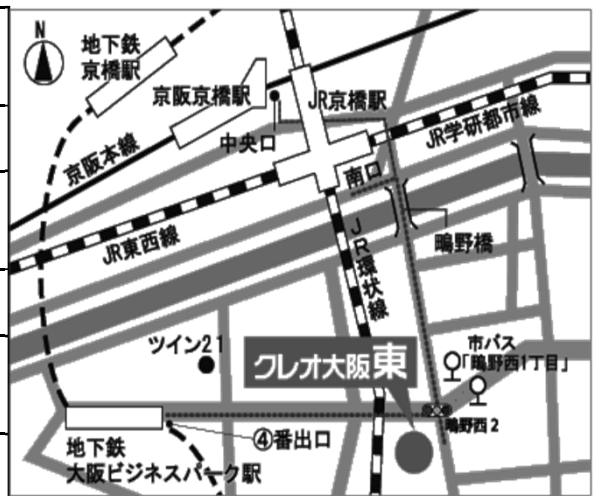 N
地下鉄
京橋駅
京阪京橋駅
JR京橋駅
中央口
JR学研都市線
京阪本線
南口
JR東西線
JR環状線
鴫野橋
ツイン21
クレオ大阪東
市バス
「鴫野西1丁目」
鴫野西2
④番出口
地下鉄
大阪ビジネスパーク駅